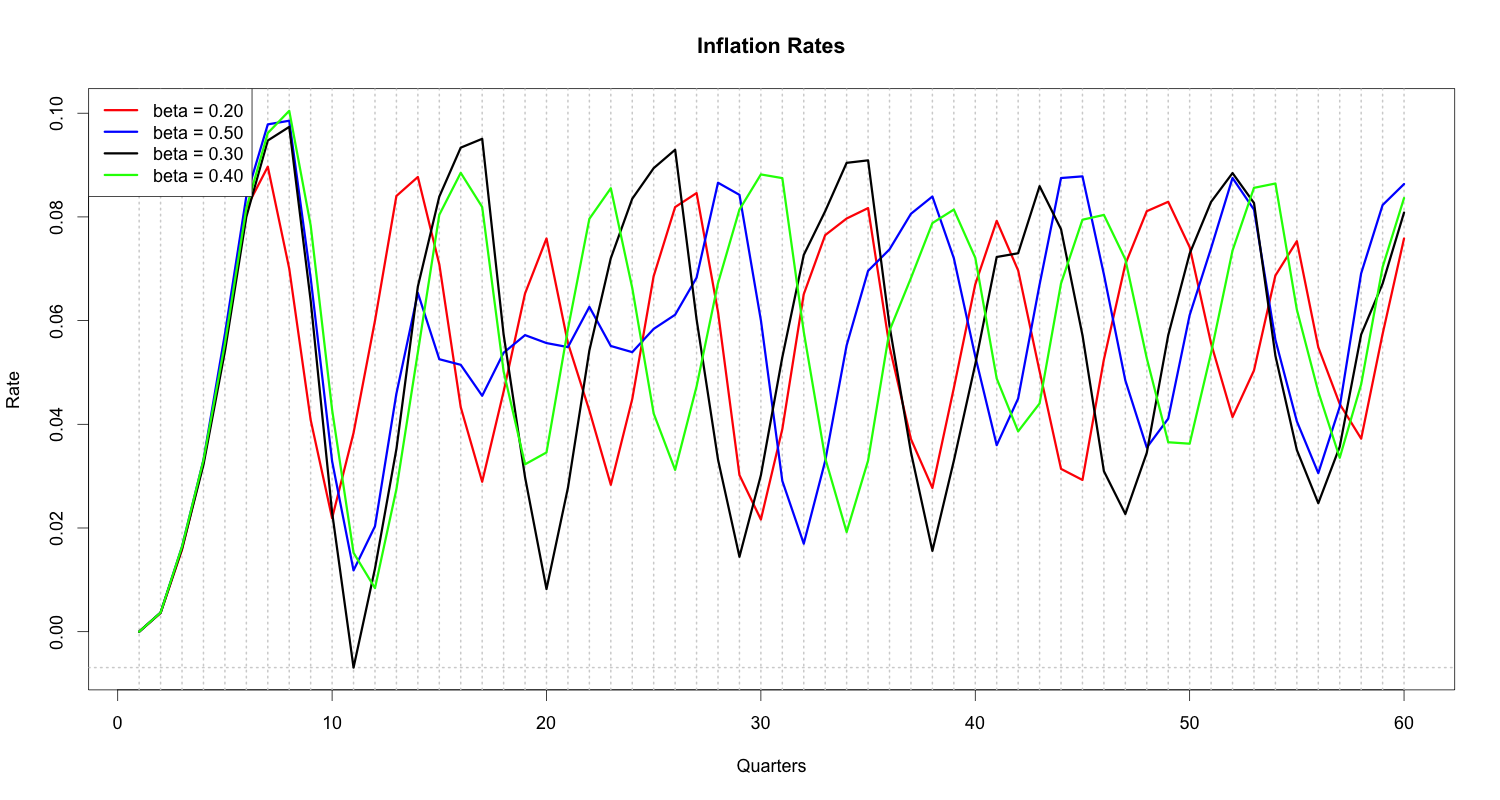 Inflation Rates
beta = 0.20
beta = 0.50
beta = 0.30
beta = 0.40
0.10
0.08
0.06
0.04
0.02
0.00
Rate
0 10 20 30 40 50 60
Quarters